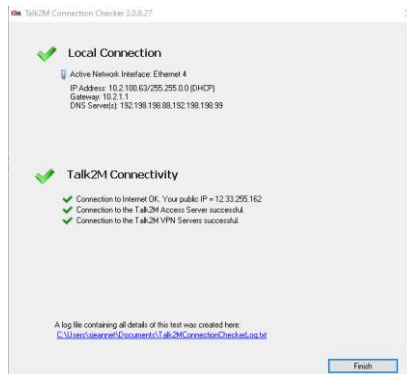 Talk2M Connection Checker 3.0.6.27
Local Connection
Active Network Interface: Ethernet 4
IP Address: 10.2.100.63/255.255.0.0 (DHCP)
Gateway: 10.2.1.1
DNS Server(s): 192.198.198.88,192.198.198.99
Talk2M Connectivity
Connection to Internet OK. Your public IP = 12.33.255.162
Connection to the Talk2M Access Server successful.
Connection to the Talk2M VPN Servers successful.
A log file containing all details of this test was created here:
C:\Users\sjeannet\Documents\Talk2MConnectionCheckerLog.txt
Finish